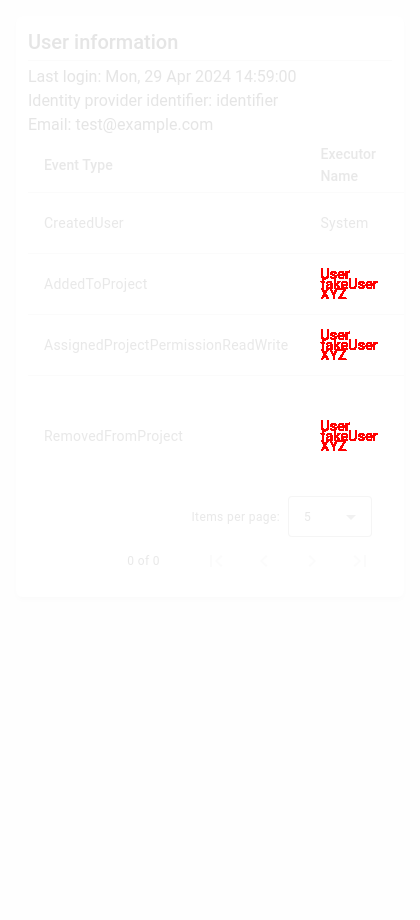 User information
Last login: Mon, 29 Apr 2024 14:59:00
Identity provider identifier: identifier
Email: test@example.com
Event Type
Executor
Name
CreatedUser
System
AddedToProject
User
fakeUser
XYZ
AssignedProjectPermissionReadWrite
User
fakeUser
XYZ
RemovedFromProject
User
fakeUser
XYZ
Items per page:
5
0 of 0